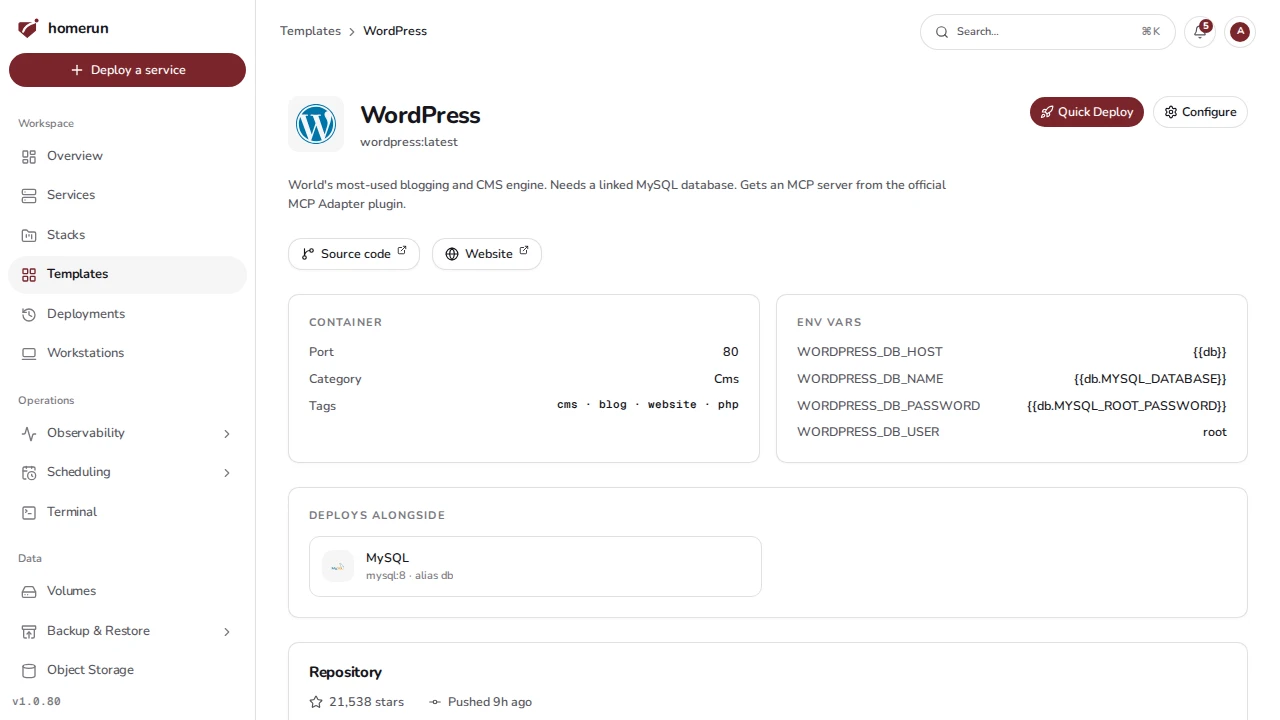 homerun
Deploy a service
Workspace
Overview
Services
Stacks
Templates
Deployments
Workstations
Operations
Observability
Scheduling
Terminal
Data
Volumes
Backup & Restore
Object Storage
v1.0.80
Templates > WordPress
Search... ⌘K
5
A
WordPress
wordpress:latest
Quick Deploy
Configure
World's most-used blogging and CMS engine. Needs a linked MySQL database. Gets an MCP server from the official
MCP Adapter plugin.
Source code
Website
CONTAINER
Port 80
Category Cms
Tags cms · blog · website · php
ENV VARS
WORDPRESS_DB_HOST {{db}}
WORDPRESS_DB_NAME {{db.MYSQL_DATABASE}}
WORDPRESS_DB_PASSWORD {{db.MYSQL_ROOT_PASSWORD}}
WORDPRESS_DB_USER root
DEPLOYS ALONGSIDE
MySQL
mysql:8 · alias db
Repository
21,538 stars
Pushed 9h ago